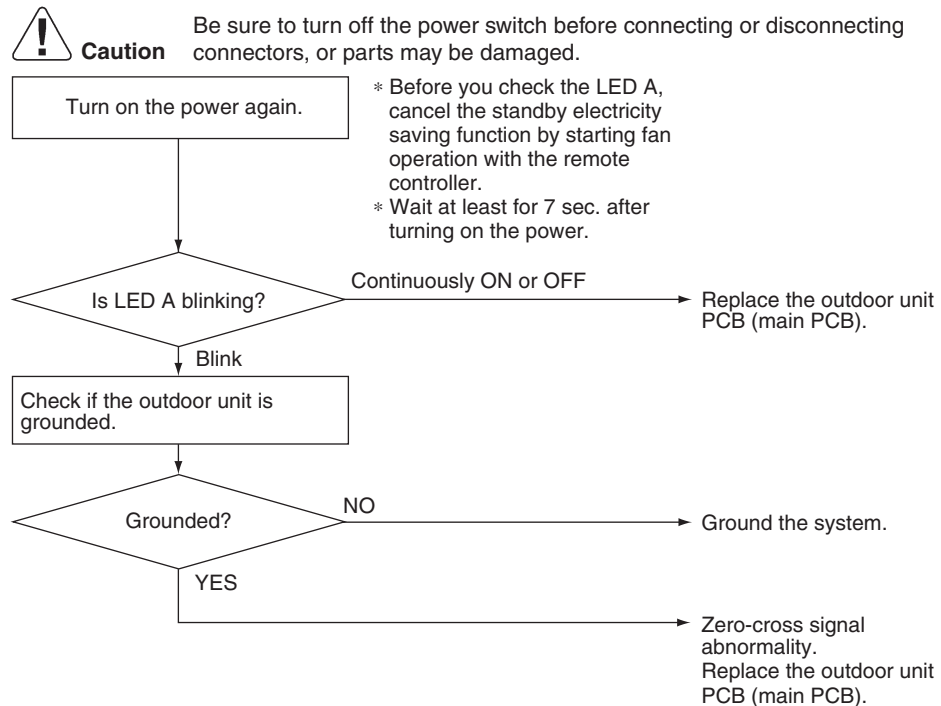 Be sure to turn off the power switch before connecting or disconnecting
Caution connectors, or parts may be damaged.
Turn on the power again.
* Before you check the LED A,
cancel the standby electricity
saving function by starting fan
operation with the remote
controller.
* Wait at least for 7 sec. after
turning on the power.
Is LED A blinking?
Continuously ON or OFF
Replace the outdoor unit
PCB (main PCB).
Blink
Check if the outdoor unit is
grounded.
Grounded?
NO
Ground the system.
YES
Zero-cross signal
abnormality.
Replace the outdoor unit
PCB (main PCB).